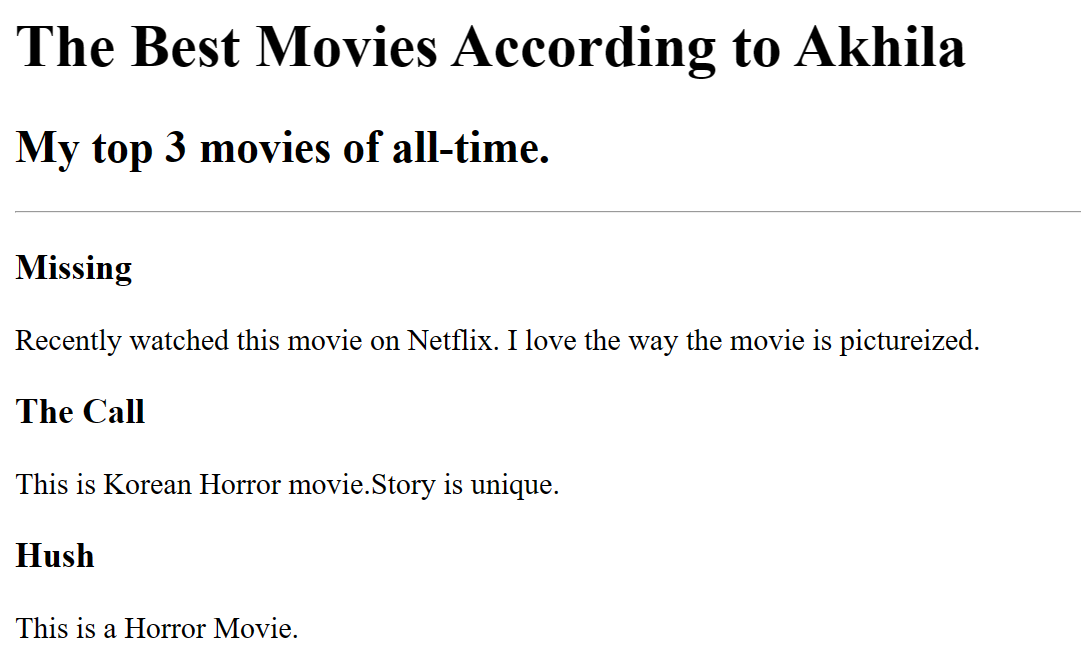 The Best Movies According to Akhila
My top 3 movies of all-time.
Missing
Recently watched this movie on Netflix. I love the way the movie is pictureized.
The Call
This is Korean Horror movie.Story is unique.
Hush
This is a Horror Movie.